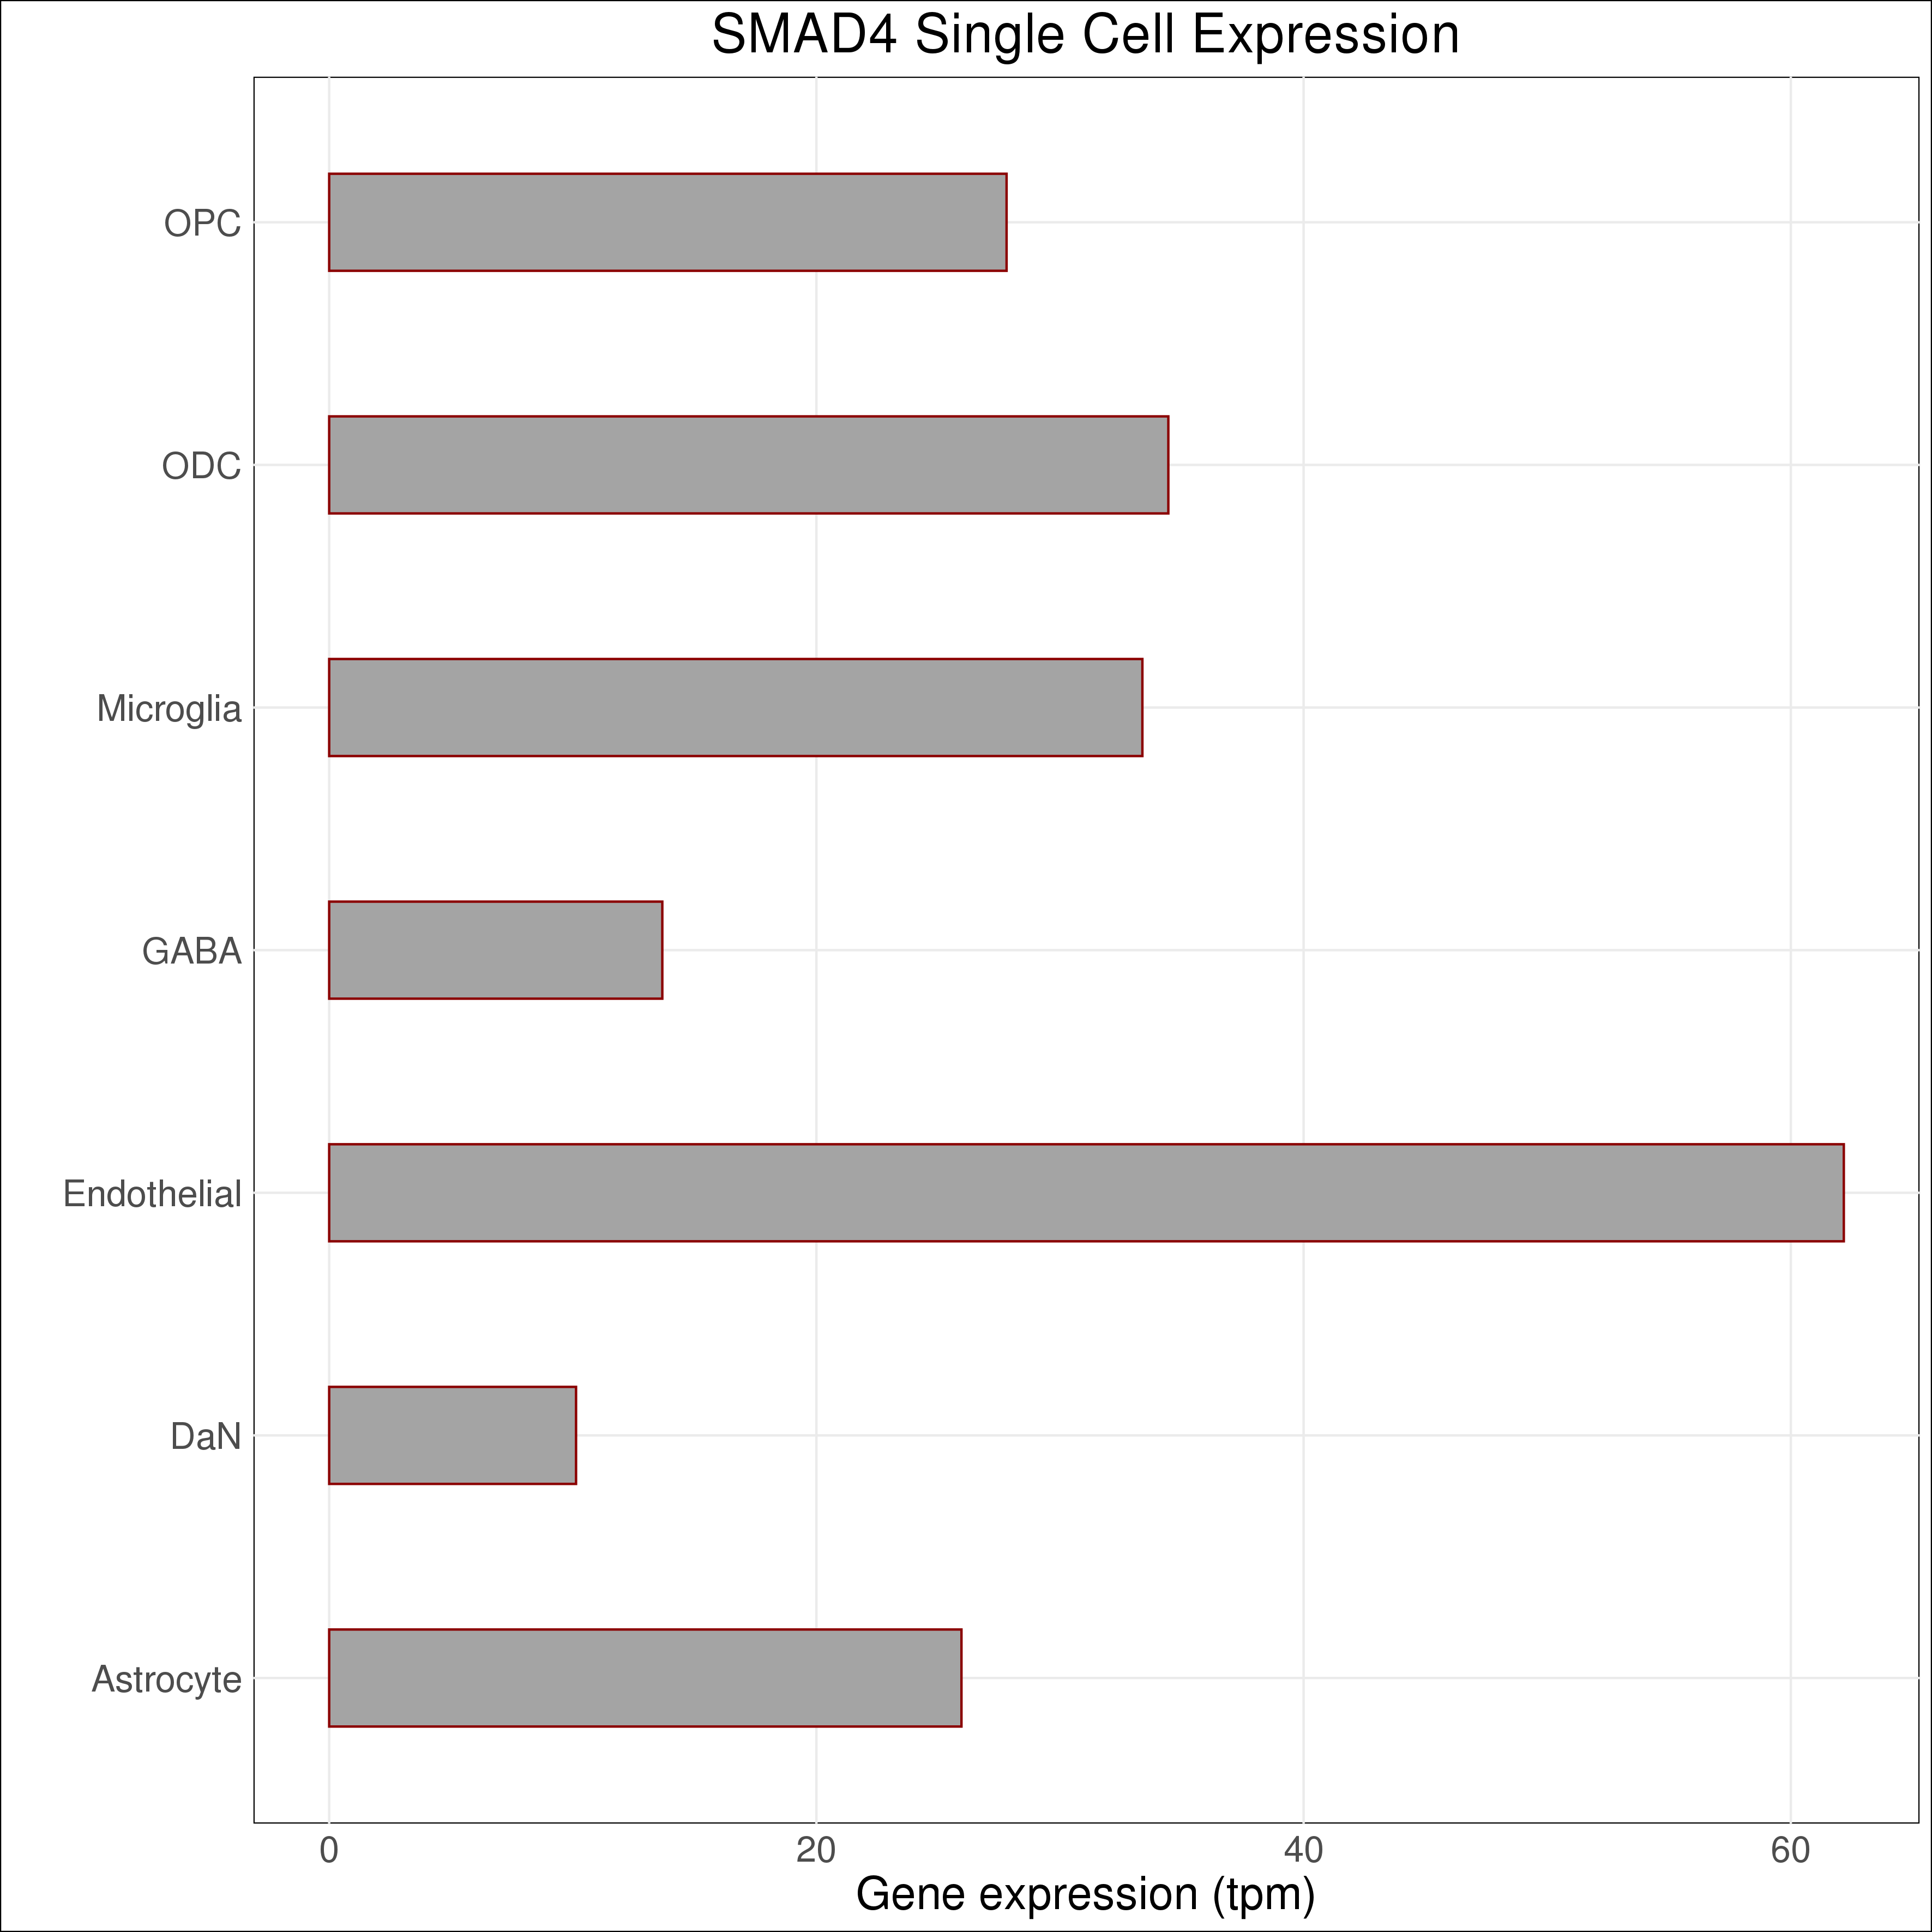 SMAD4 Single Cell Expression
OPC
ODC
Microglia
GABA
Endothelial
DaN
Astrocyte
0 20 40 60
Gene expression (tpm)